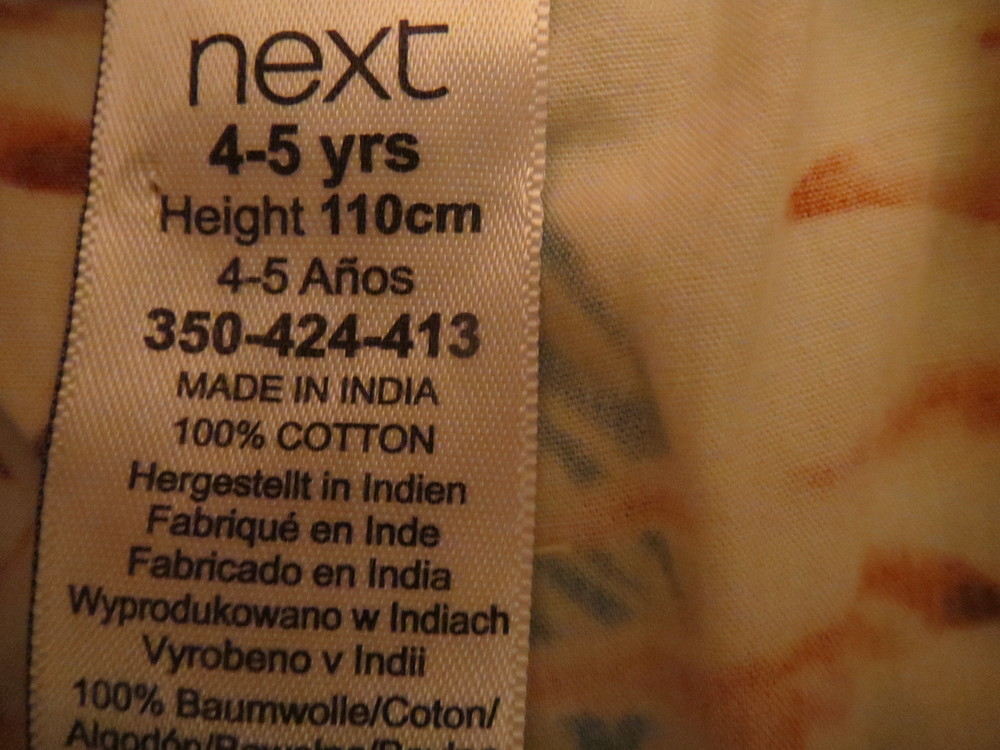 next
4-5 yrs
Height 110cm
4-5 Años
350-424-413
MADE IN INDIA
100% COTTON
Hergestellt in Indien
Fabriqué en Inde
Fabricado en India
Wyprodukowano w Indiach
Vyrobeno v Indii
100% Baumwolle/Coton/
Algodón/